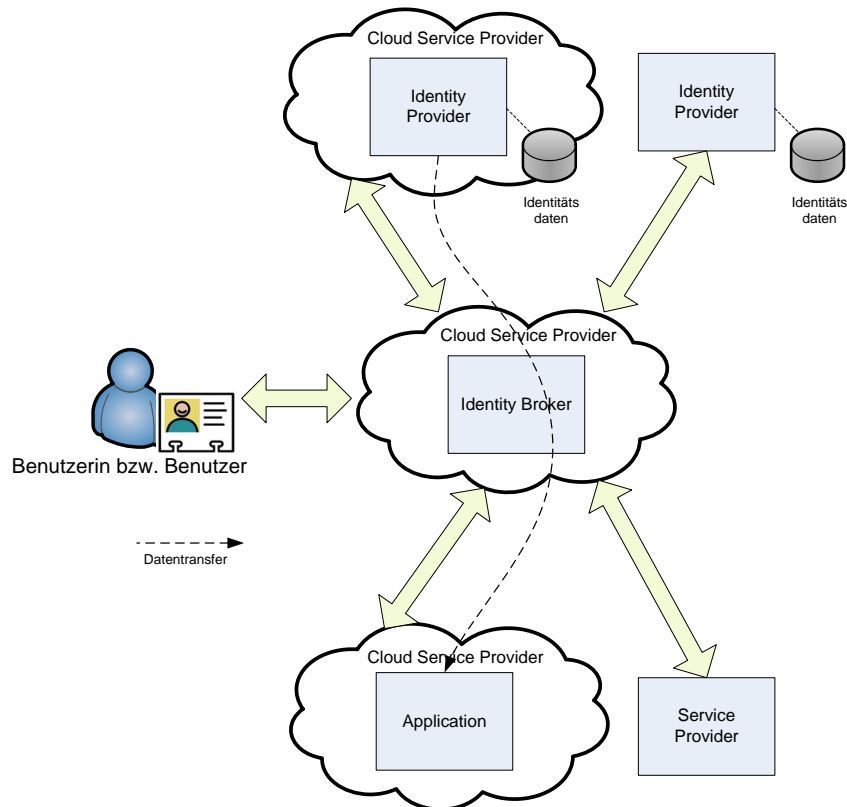 Cloud Service Provider
Identity
Provider
Identitäts
daten
Identity
Provider
Identitäts
daten
Cloud Service Provider
Identity Broker
Benutzerin bzw. Benutzer
Datentransfer
Cloud Service Provider
Application
Service
Provider